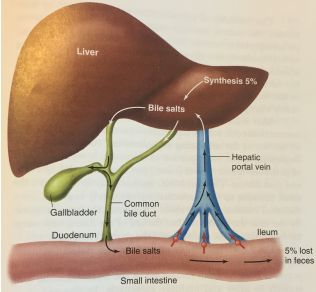 Liver
Synthesis 5%
Bile salts
Hepatic
portal vein
Gallbladder
Common
bile duct
Duodenum
Bile salts
Ileum
5% lost
in feces
Small intestine